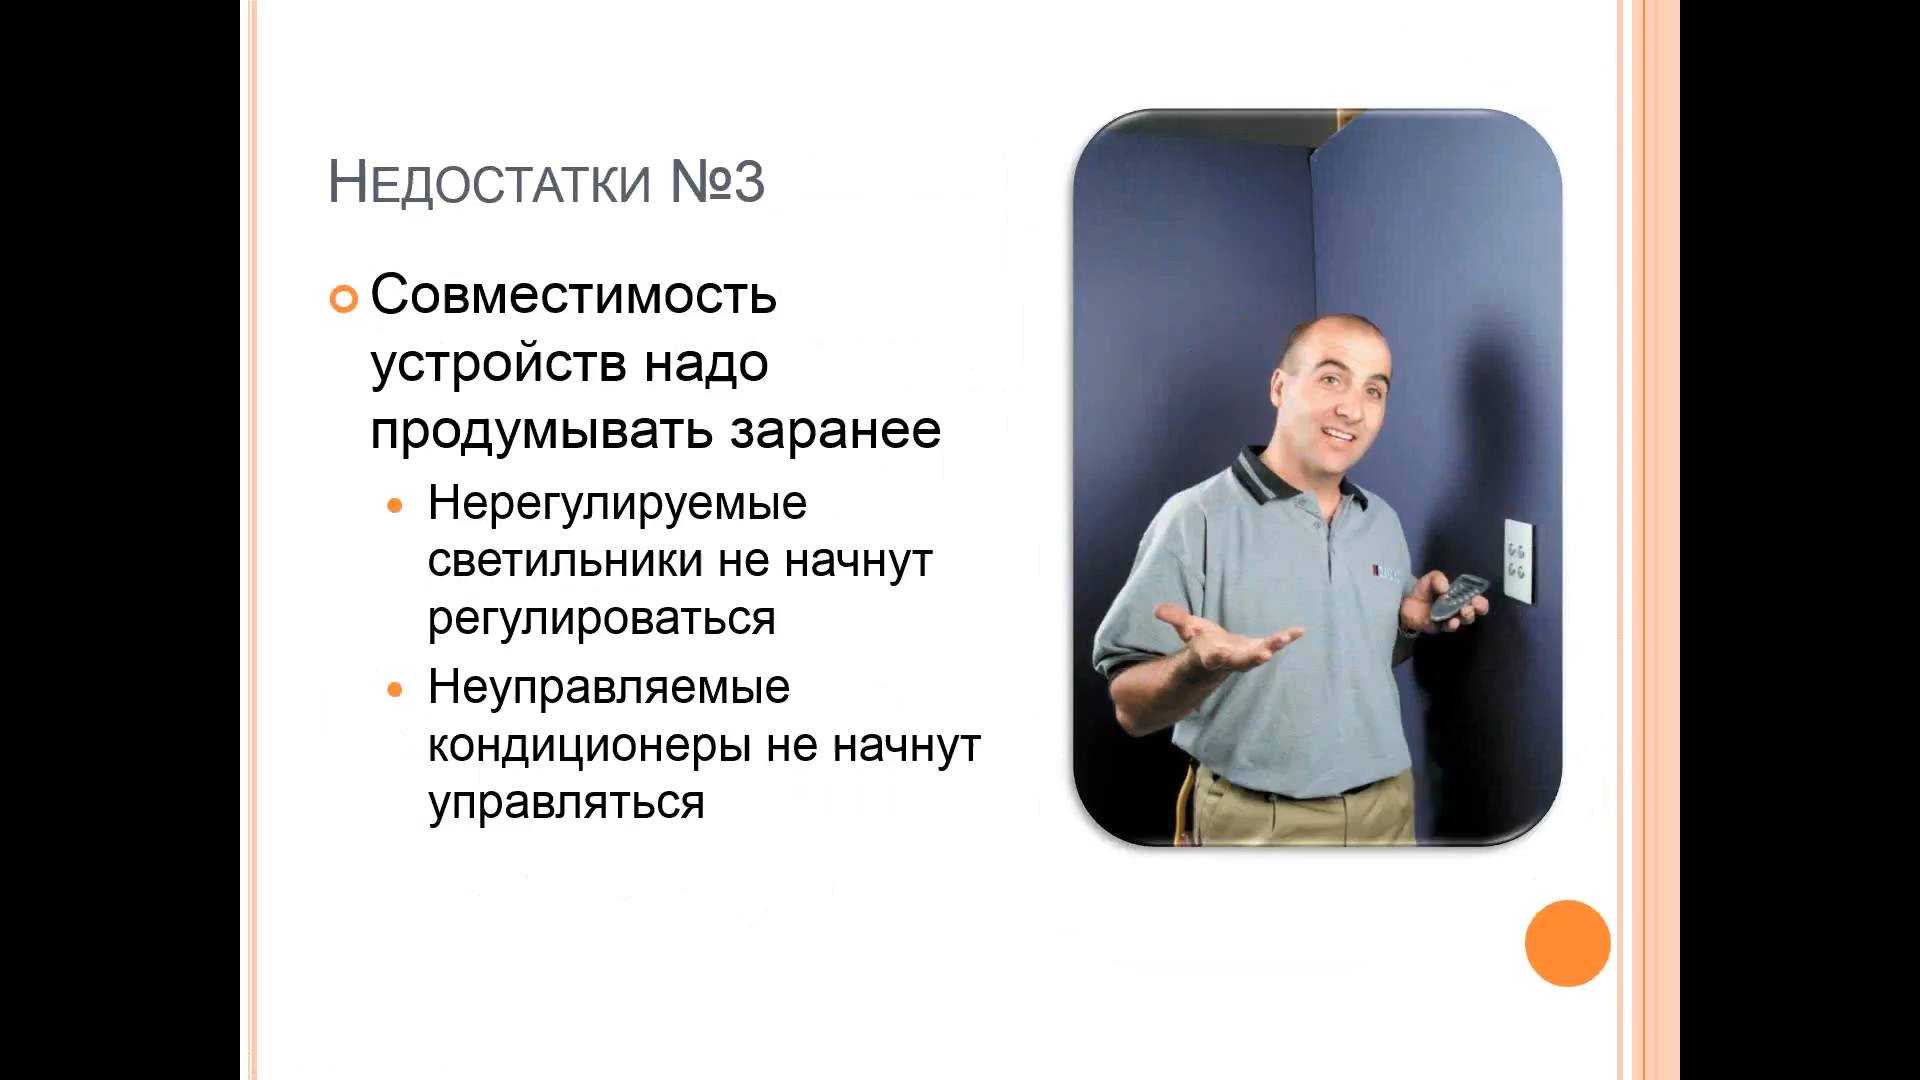 Недостатки №3
Совместимость
устройств надо
продумывать заранее
Нерегулируемые
светильники не начнут
регулироваться
Неуправляемые
кондиционеры не начнут
управляться